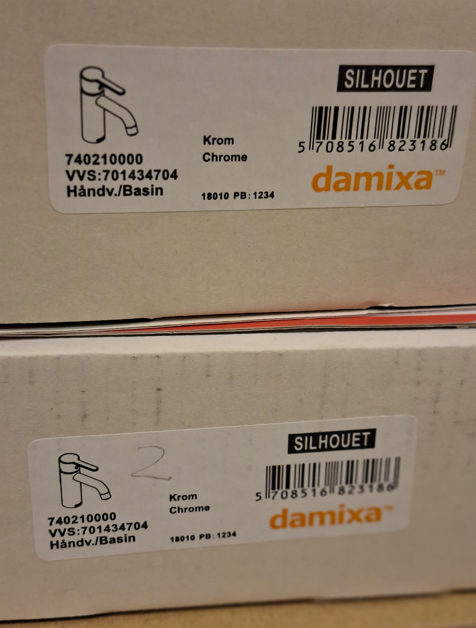 SILHOUET
5 708516 823186
740210000
VVS:701434704
Håndv./Basin
Krom
Chrome
18010 PB:1234
damixa™
SILHOUET
2
5 708516 823186
740210000
VVS:701434704
Håndv./Basin
Krom
Chrome
18010 PB:1234
damixa™